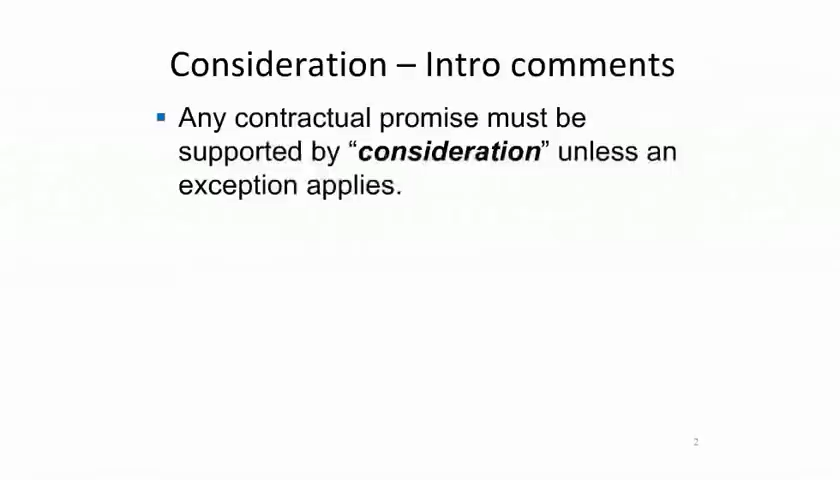 Consideration – Intro comments
▪ Any contractual promise must be
supported by “consideration” unless an
exception applies.
2